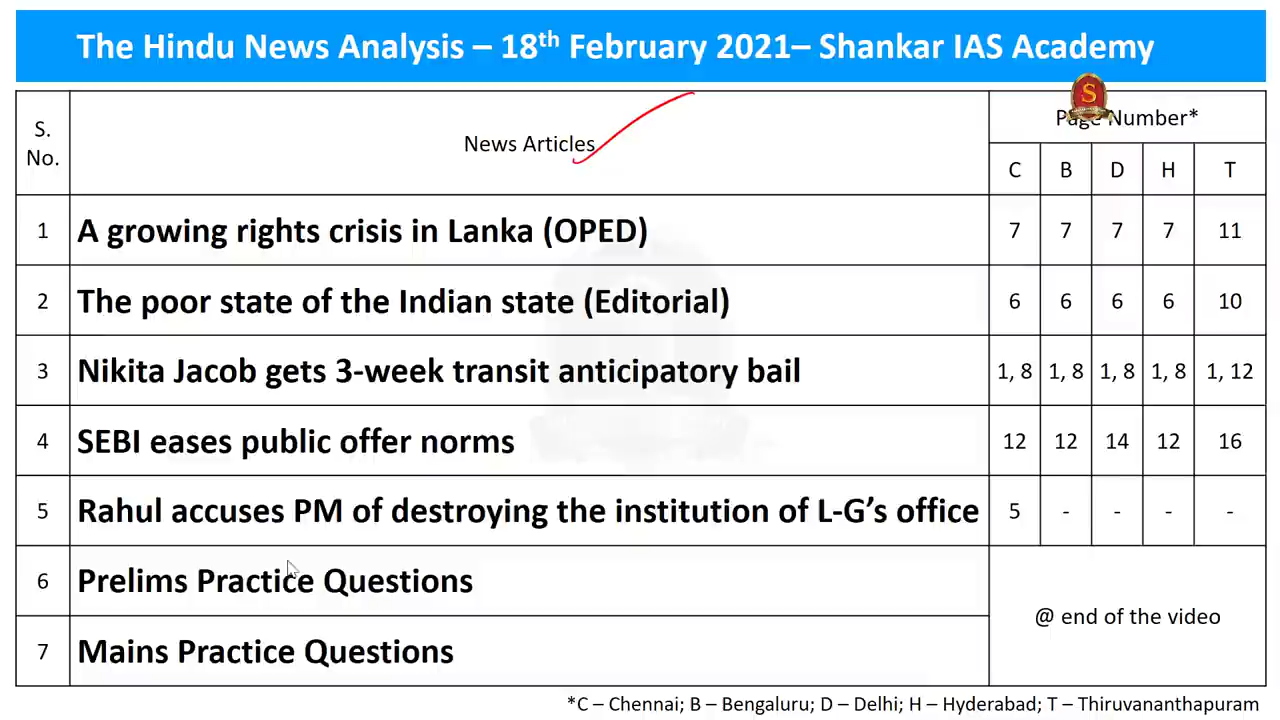 The Hindu News Analysis – 18th February 2021– Shankar IAS Academy
S. No. News Articles Page Number*
C B D H T
1 A growing rights crisis in Lanka (OPED) 7 7 7 7 11
2 The poor state of the Indian state (Editorial) 6 6 6 6 10
3 Nikita Jacob gets 3-week transit anticipatory bail 1, 8 1, 8 1, 8 1, 8 1, 12
4 SEBI eases public offer norms 12 12 14 12 16
5 Rahul accuses PM of destroying the institution of L-G’s office 5 - - - -
6 Prelims Practice Questions
@ end of the video
7 Mains Practice Questions
*C – Chennai; B – Bengaluru; D – Delhi; H – Hyderabad; T – Thiruvananthapuram